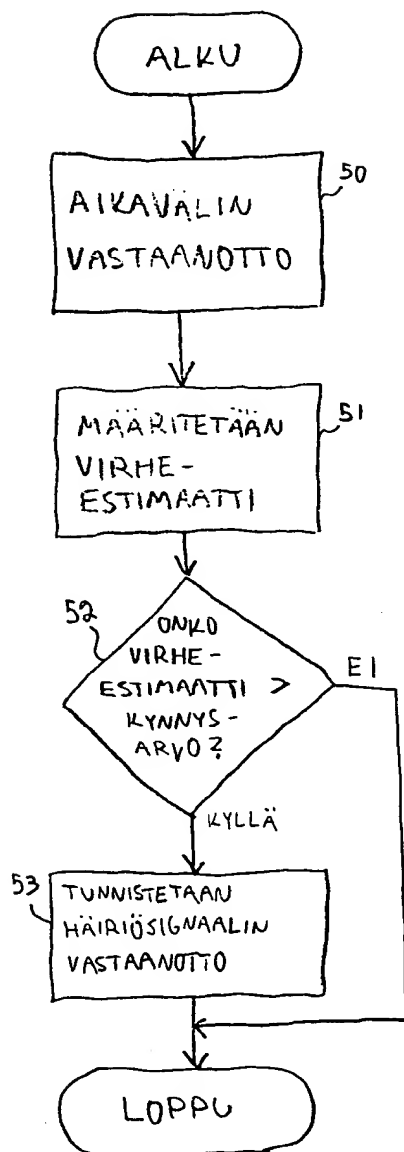 ALKU
50
AIKAVÄLIN
VASTAANOTTO
51
MÄÄRITETÄÄN
VIRHE-
ESTIMAATTI
52
ONKO
VIRHE-
ESTIMAATTI >
KYNNYS-
ARVO?
EI
KYLLÄ
53
TUNNISTETAAN
HÄIRIÖSIGNAALIN
VASTAANOTTO
LOPPU